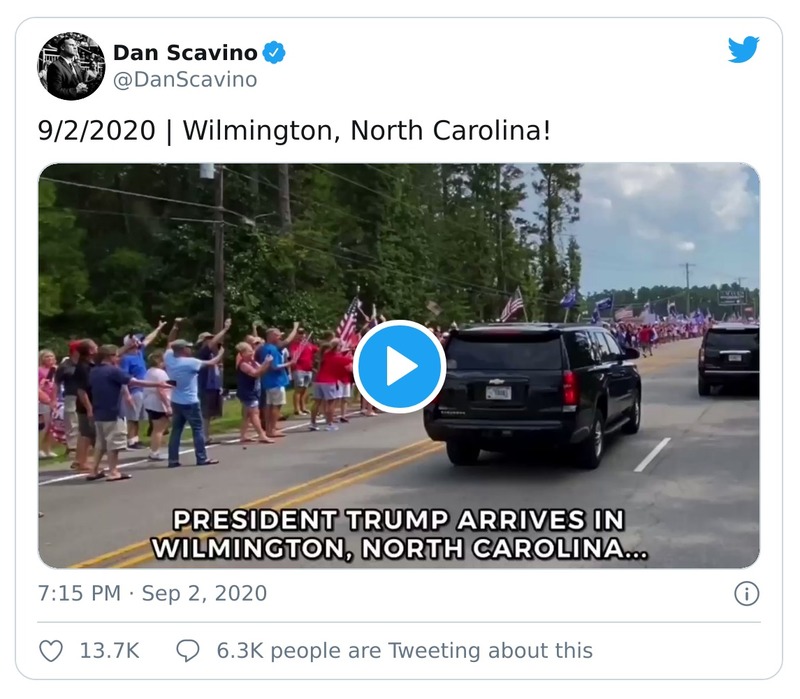 Dan Scavino
@DanScavino
9/2/2020 | Wilmington, North Carolina!
PRESIDENT TRUMP ARRIVES IN
WILMINGTON, NORTH CAROLINA...
7:15 PM · Sep 2, 2020
13.7K 6.3K people are Tweeting about this